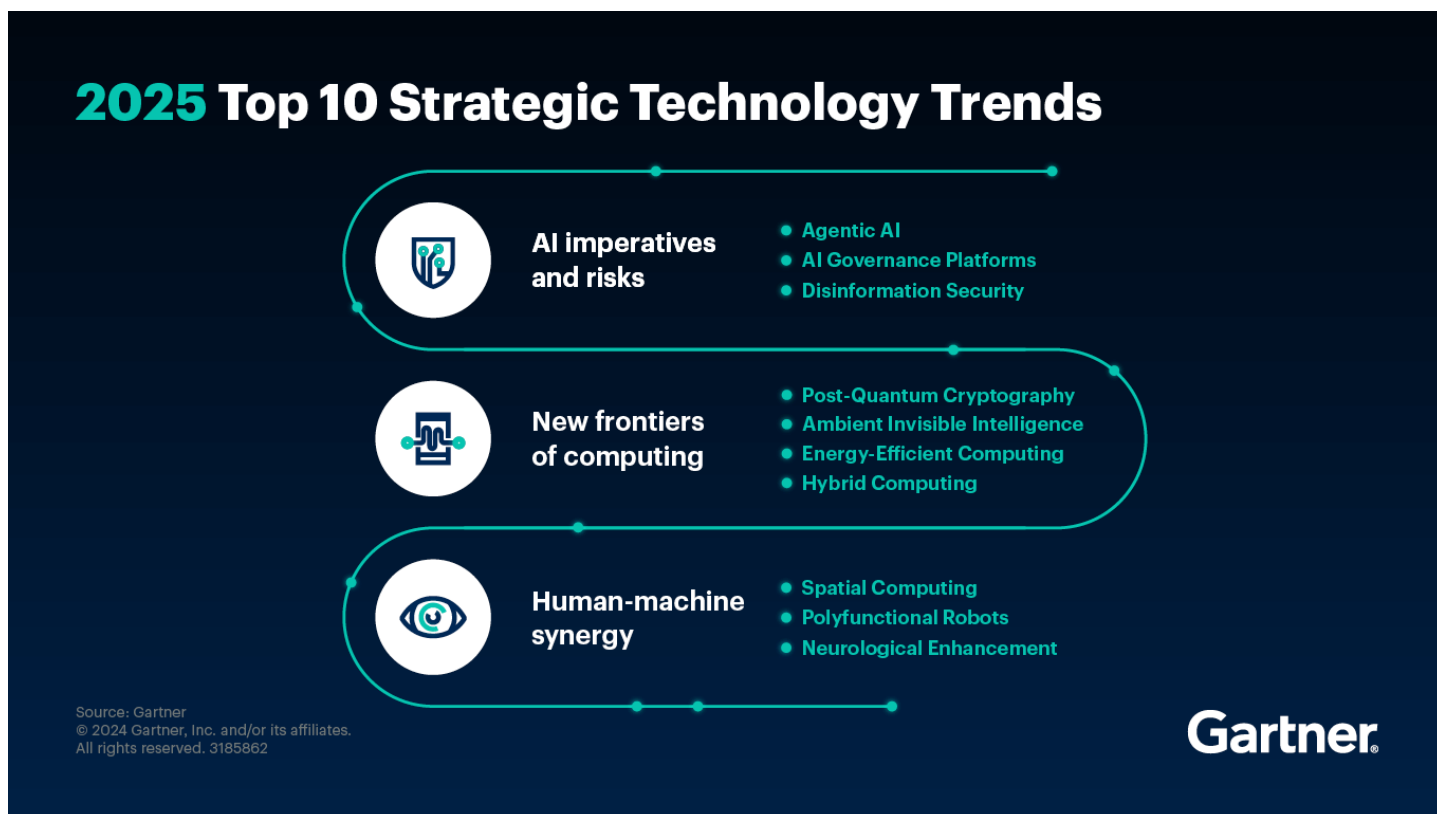 2025 Top 10 Strategic Technology Trends
AI imperatives
and risks
Agentic AI
AI Governance Platforms
Disinformation Security
New frontiers
of computing
Post-Quantum Cryptography
Ambient Invisible Intelligence
Energy-Efficient Computing
Hybrid Computing
Human-machine
synergy
Spatial Computing
Polyfunctional Robots
Neurological Enhancement
Source: Gartner
© 2024 Gartner, Inc. and/or its affiliates.
All rights reserved. 3185862
Gartner®